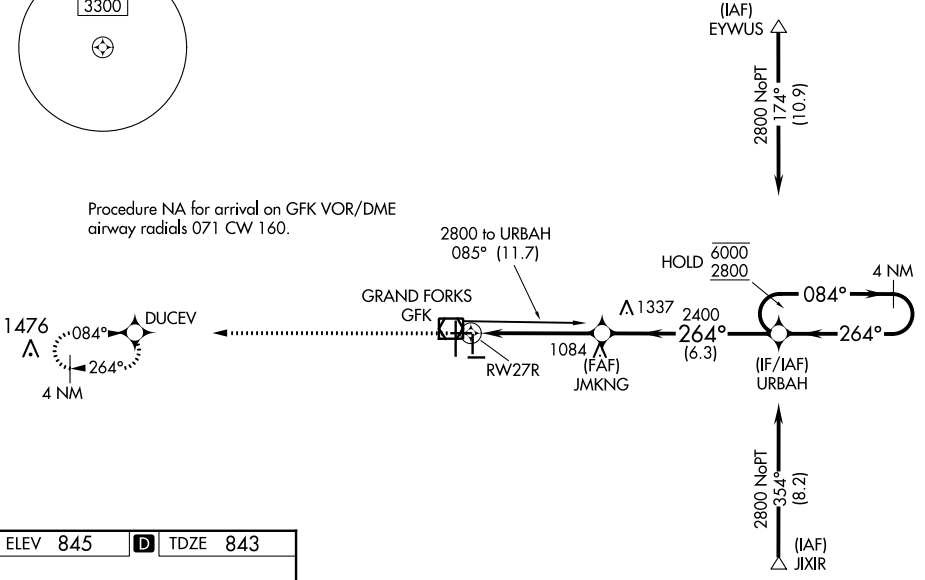 3300
(IAF)
EYWUS
2800 NoPT
174°
(10.9)
Procedure NA for arrival on GFK VOR/DME
airway radials 071 CW 160.
2800 to URBAH
085° (11.7)
HOLD 6000
2800
4 NM
084°
GRAND FORKS
GFK
1337
2400
264°
(6.3)
264°
1476
084°
DUCEV
264°
4 NM
RW27R
1084
(FAF)
JMKNG
(IF/IAF)
URBAH
2800 NoPT
354°
(8.2)
(IAF)
JIXIR
ELEV 845 D TDZE 843